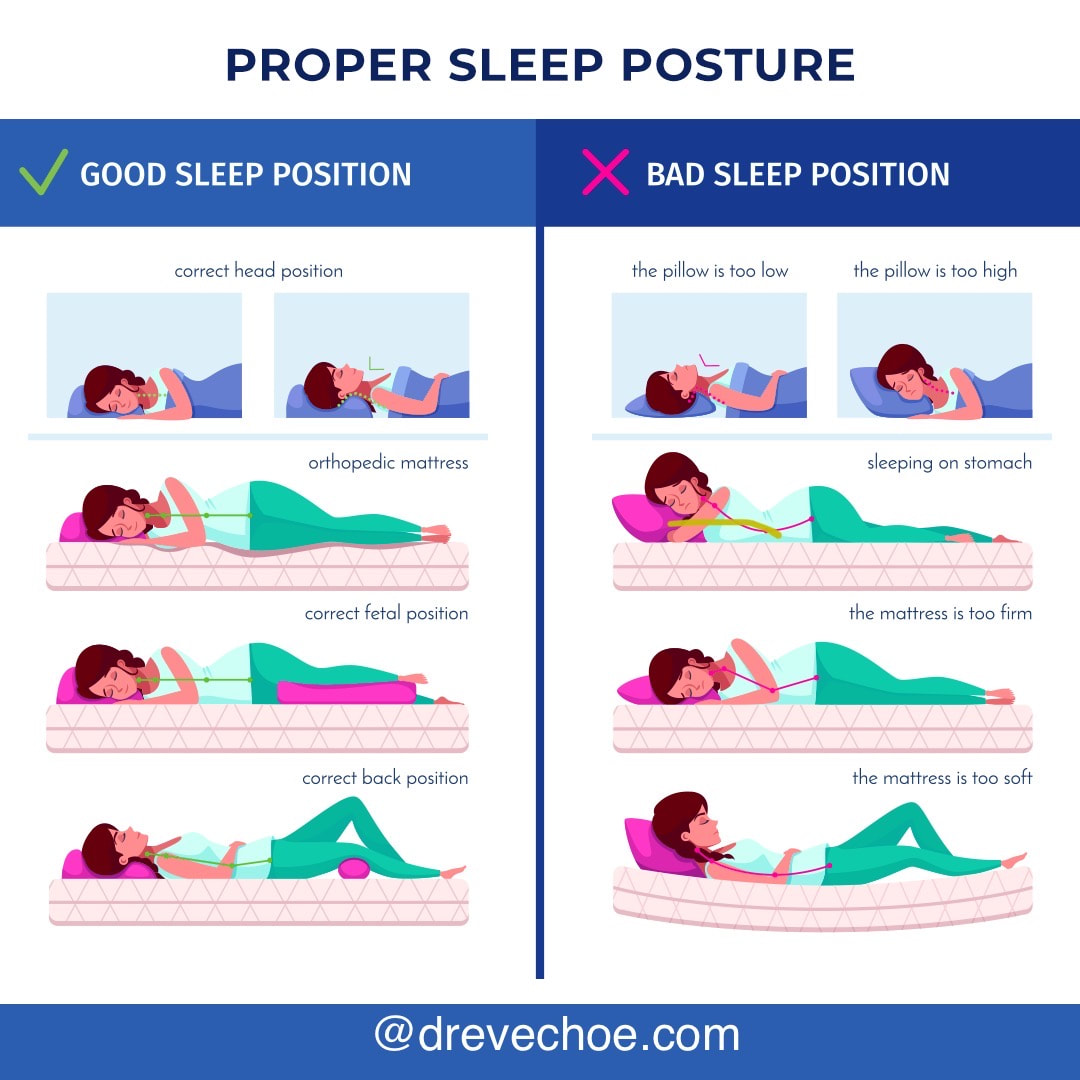 PROPER SLEEP POSTURE
GOOD SLEEP POSITION
correct head position
orthopedic mattress
correct fetal position
correct back position
BAD SLEEP POSITION
the pillow is too low
the pillow is too high
sleeping on stomach
the mattress is too firm
the mattress is too soft
@drevechoe.com